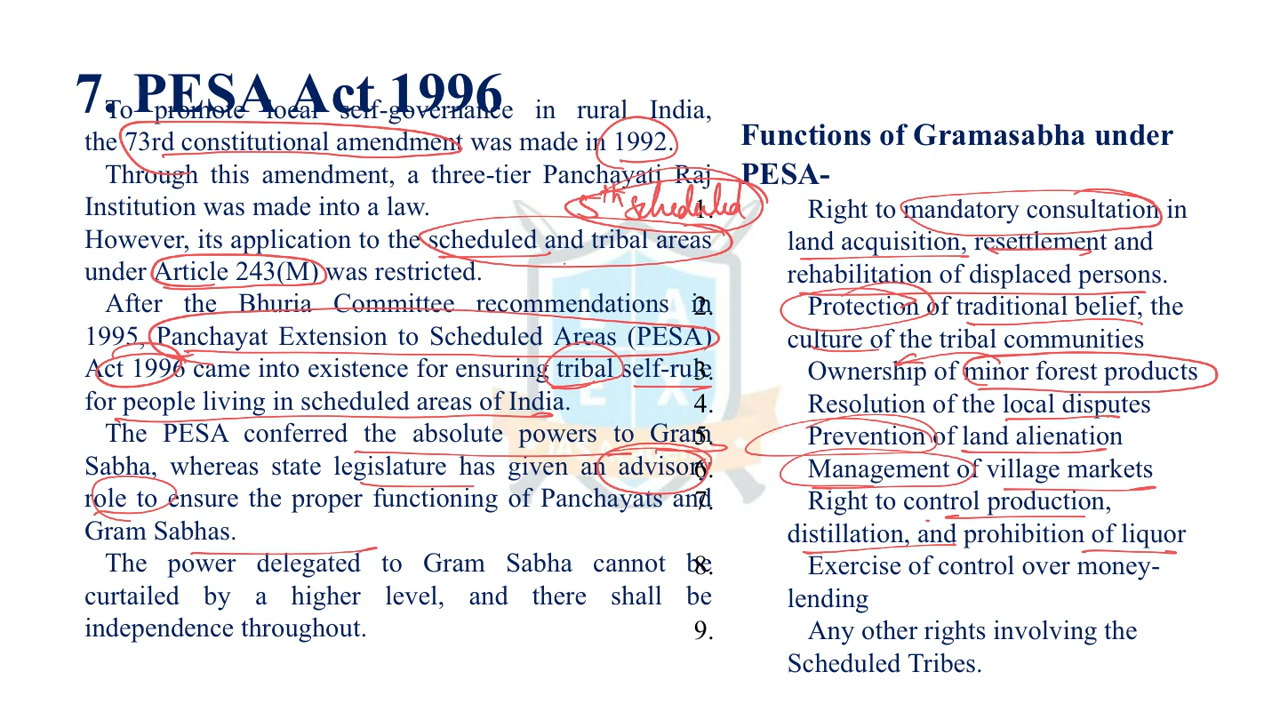 7. PESA Act 1996
To promote local self-governance in rural India,
the 73rd constitutional amendment was made in 1992.
Through this amendment, a three-tier Panchayati Raj
Institution was made into a law.
5th scheduled
However, its application to the scheduled and tribal areas
under Article 243(M) was restricted.
After the Bhuria Committee recommendations in
1995, Panchayat Extension to Scheduled Areas (PESA)
Act 1996 came into existence for ensuring tribal self-rule
for people living in scheduled areas of India.
The PESA conferred the absolute powers to Gram
Sabha, whereas state legislature has given an advisory
role to ensure the proper functioning of Panchayats and
Gram Sabhas.
The power delegated to Gram Sabha cannot be
curtailed by a higher level, and there shall be
independence throughout.
Functions of Gramasabha under
PESA-
1. Right to mandatory consultation in
land acquisition, resettlement and
rehabilitation of displaced persons.
2. Protection of traditional belief, the
culture of the tribal communities
3. Ownership of minor forest products
4. Resolution of the local disputes
5. Prevention of land alienation
6. Management of village markets
7. Right to control production,
distillation, and prohibition of liquor
8. Exercise of control over money-
lending
9. Any other rights involving the
Scheduled Tribes.